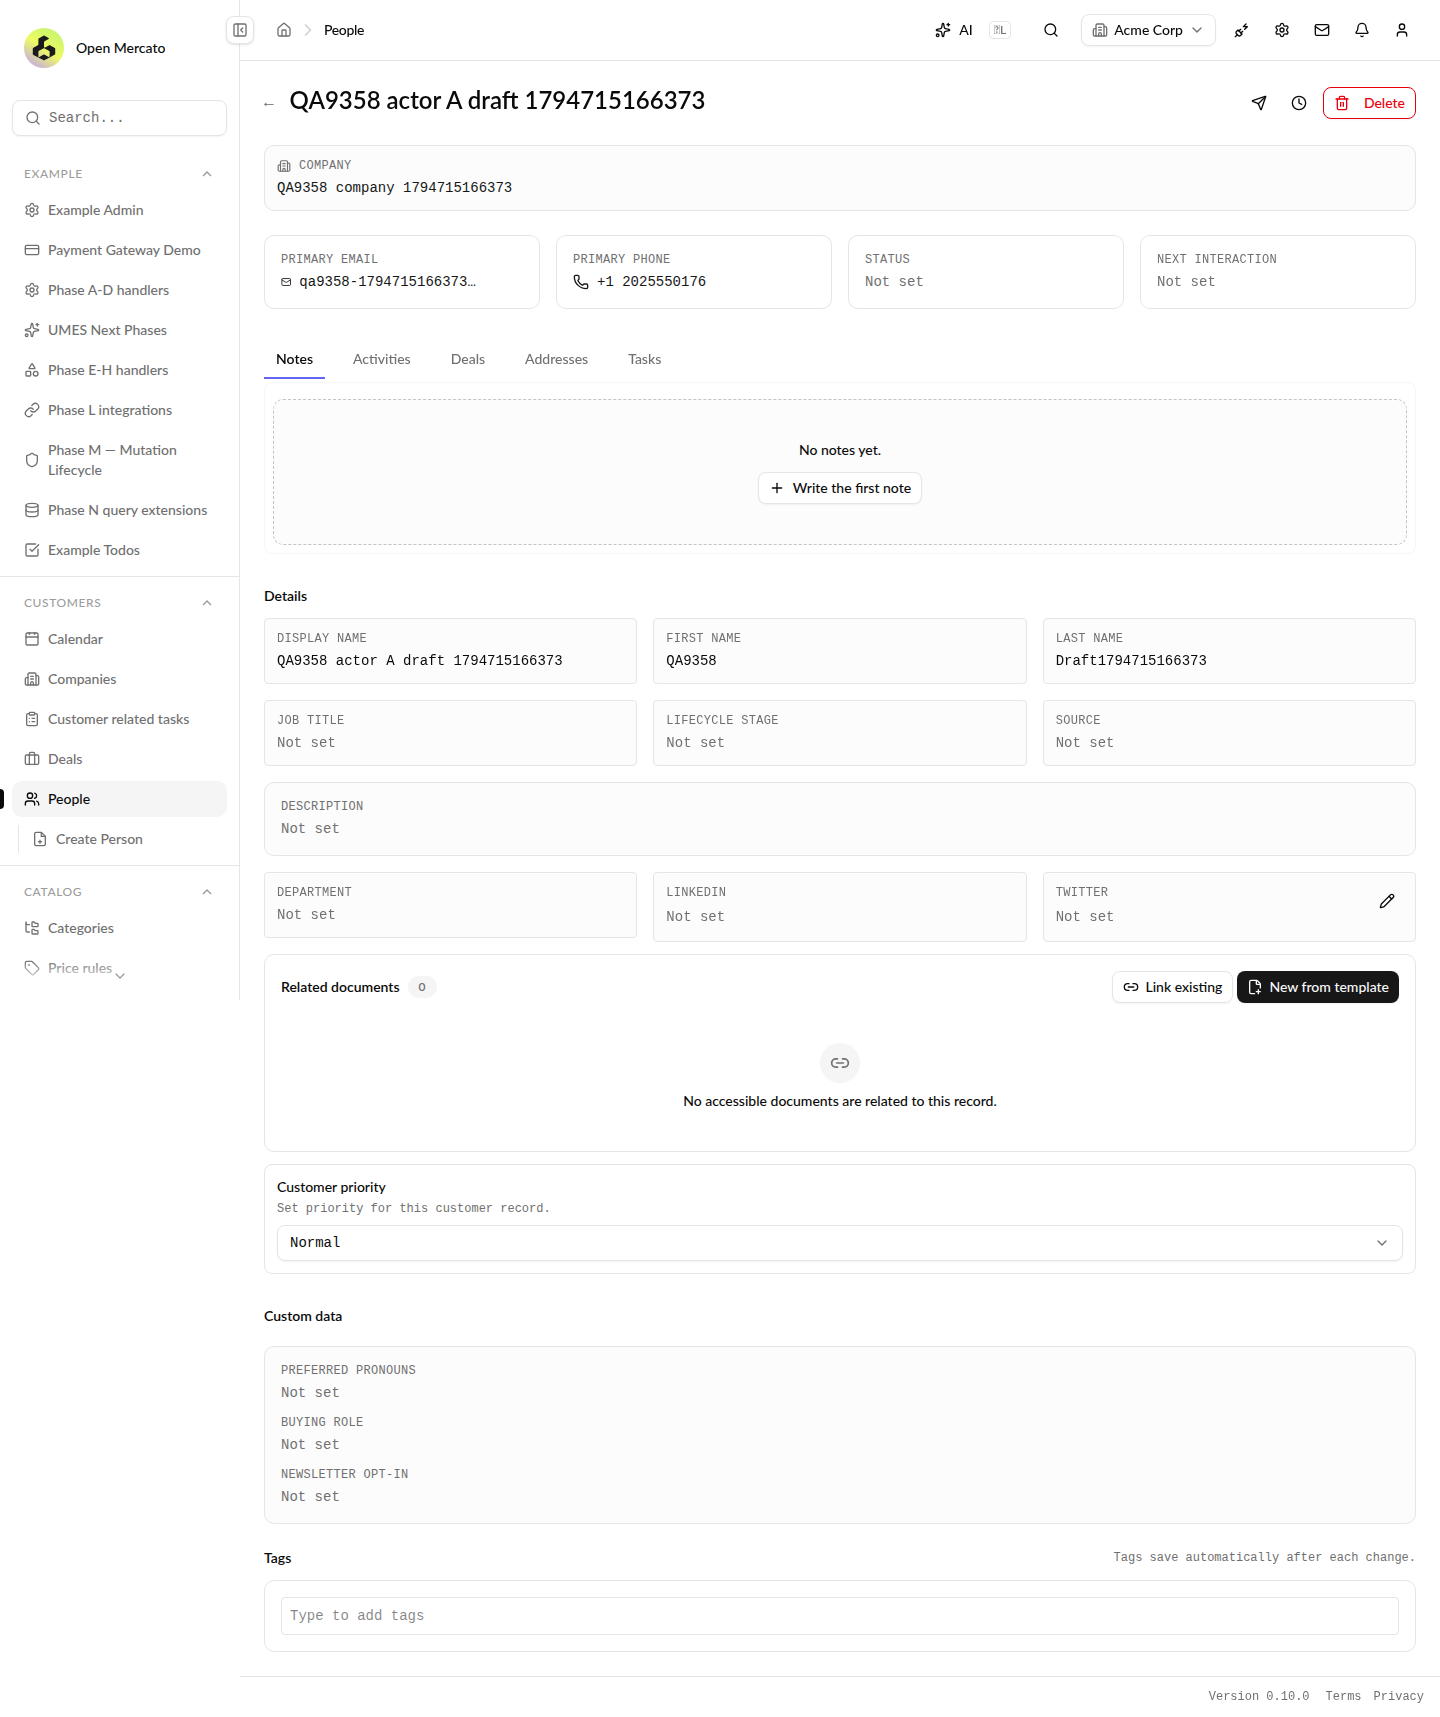 Open Mercato
Search...
EXAMPLE
Example Admin
Payment Gateway Demo
Phase A-D handlers
UMES Next Phases
Phase E-H handlers
Phase L integrations
Phase M — Mutation
Lifecycle
Phase N query extensions
Example Todos
CUSTOMERS
Calendar
Companies
Customer related tasks
Deals
People
Create Person
CATALOG
Categories
Price rules
People
AI
L
Acme Corp
← QA9358 actor A draft 1794715166373
Delete
COMPANY
QA9358 company 1794715166373
PRIMARY EMAIL
qa9358-1794715166373…
PRIMARY PHONE
+1 2025550176
STATUS
Not set
NEXT INTERACTION
Not set
Notes Activities Deals Addresses Tasks
No notes yet.
Write the first note
Details
DISPLAY NAME
QA9358 actor A draft 1794715166373
FIRST NAME
QA9358
LAST NAME
Draft1794715166373
JOB TITLE
Not set
LIFECYCLE STAGE
Not set
SOURCE
Not set
DESCRIPTION
Not set
DEPARTMENT
Not set
LINKEDIN
Not set
TWITTER
Not set
Related documents 0
Link existing
New from template
No accessible documents are related to this record.
Customer priority
Set priority for this customer record.
Normal
Custom data
PREFERRED PRONOUNS
Not set
BUYING ROLE
Not set
NEWSLETTER OPT-IN
Not set
Tags
Tags save automatically after each change.
Type to add tags
Version 0.10.0 Terms Privacy